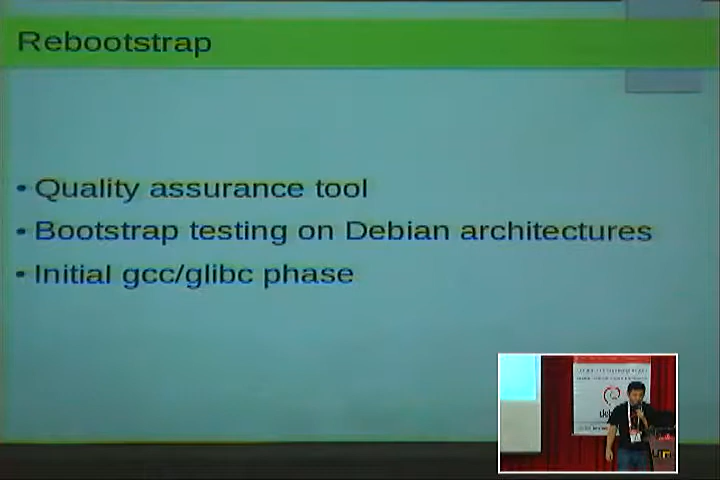 Rebootstrap
• Quality assurance tool
• Bootstrap testing on Debian architectures
• Initial gcc/glibc phase